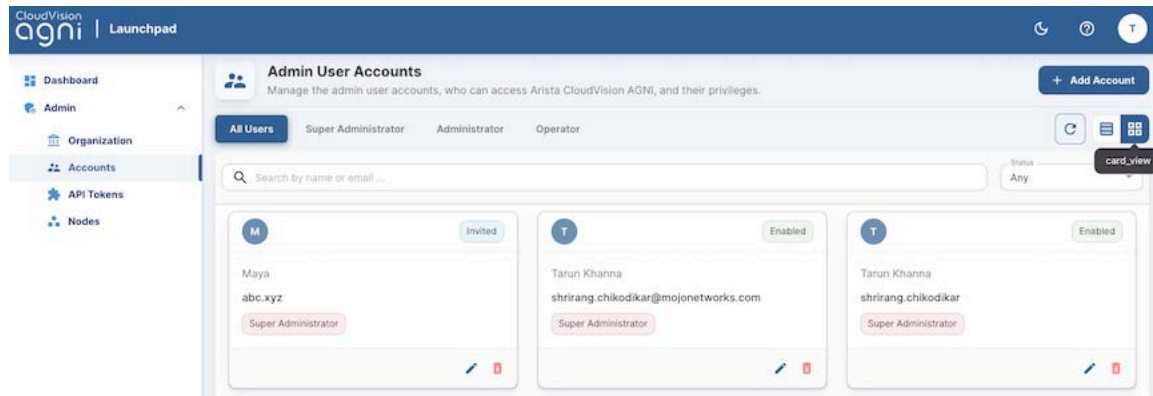 CloudVision
agni | Launchpad
T
Dashboard
Admin
Organization
Accounts
API Tokens
Nodes
Admin User Accounts
Manage the admin user accounts, who can access Arista CloudVision AGNI, and their privileges.
+ Add Account
All Users Super Administrator Administrator Operator
card_view
Search by name or email ...
Status
Any
M Invited
Maya
abc.xyz
Super Administrator
T Enabled
Tarun Khanna
shrirang.chikodikar@mojonetworks.com
Super Administrator
T Enabled
Tarun Khanna
shrirang.chikodikar
Super Administrator